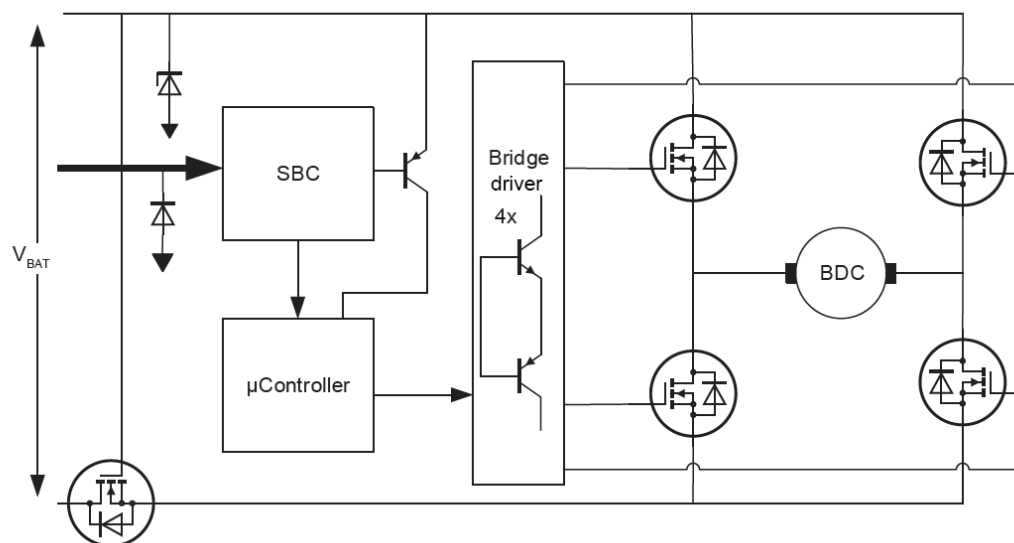 SBC
Bridge
driver
4x
V_BAT
BDC
µController